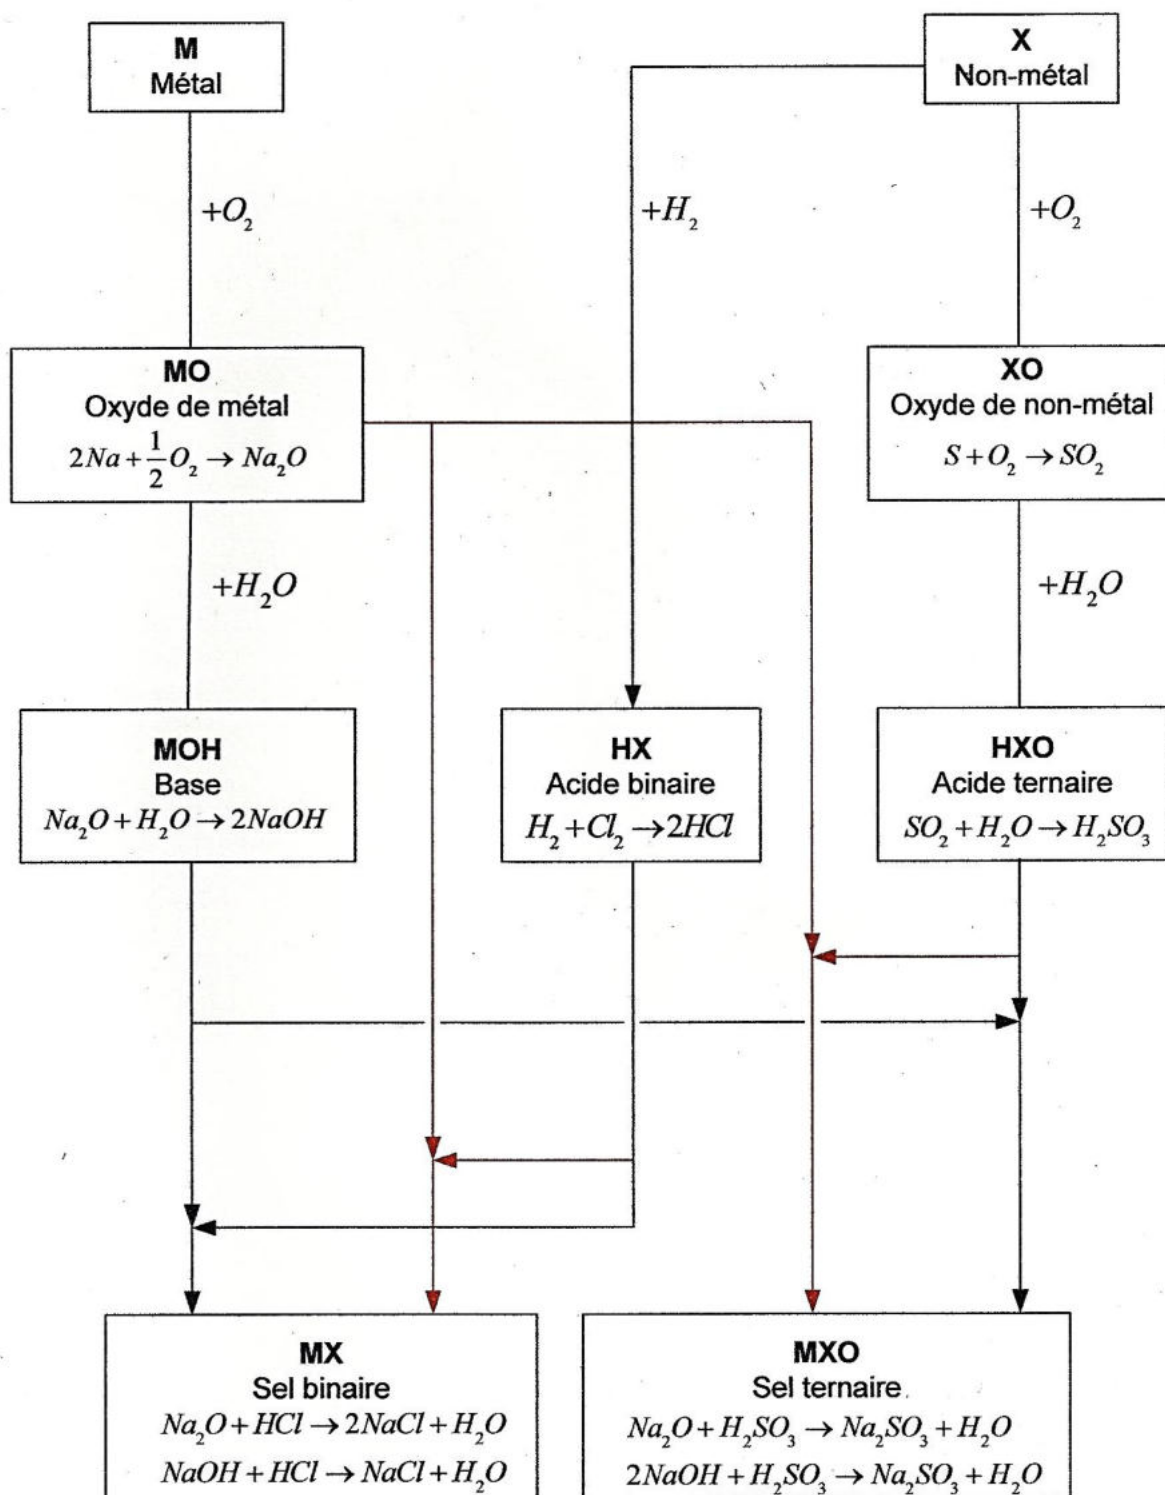 M
Métal
X
Non-métal
+O₂
+H₂
+O₂
MO
Oxyde de métal
2Na + 1/2 O₂ → Na₂O
XO
Oxyde de non-métal
S + O₂ → SO₂
+H₂O
+H₂O
MOH
Base
Na₂O + H₂O → 2NaOH
HX
Acide binaire
H₂ + Cl₂ → 2HCl
HXO
Acide ternaire
SO₂ + H₂O → H₂SO₃
MX
Sel binaire
Na₂O + HCl → 2NaCl + H₂O
NaOH + HCl → NaCl + H₂O
MXO
Sel ternaire
Na₂O + H₂SO₃ → Na₂SO₃ + H₂O
2NaOH + H₂SO₃ → Na₂SO₃ + H₂O